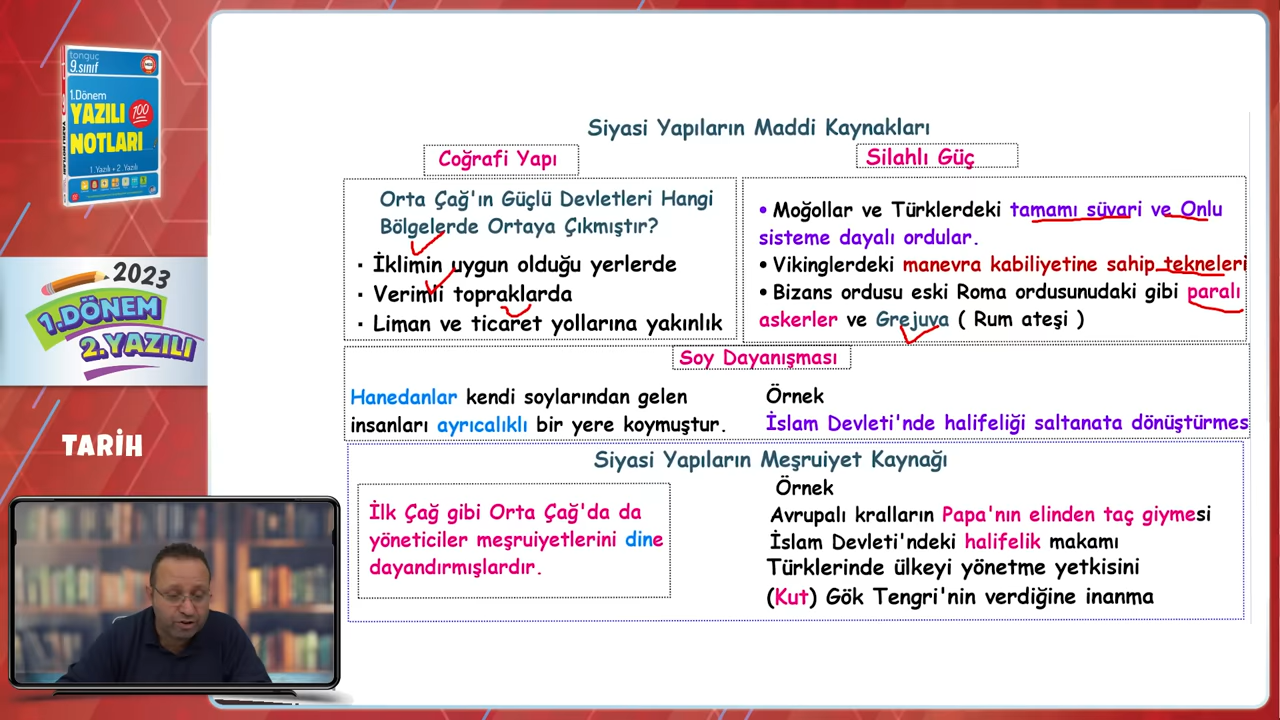 tonguç
9.sınıf
1.Dönem
YAZILI
100
NOTLARI
1. Yazılı • 2. Yazılı
YAZILI NOTLARI
2023
1.DÖNEM
2.YAZILI
TARİH
Siyasi Yapıların Maddi Kaynakları
Coğrafi Yapı
Orta Çağ'ın Güçlü Devletleri Hangi
Bölgelerde Ortaya Çıkmıştır?
· İklimin uygun olduğu yerlerde
· Verimli topraklarda
· Liman ve ticaret yollarına yakınlık
Silahlı Güç
• Moğollar ve Türklerdeki tamamı süvari ve Onlu
sisteme dayalı ordular.
• Vikinglerdeki manevra kabiliyetine sahip tekneleri
• Bizans ordusu eski Roma ordusunudaki gibi paralı
askerler ve Grejuva ( Rum ateşi )
Soy Dayanışması
Hanedanlar kendi soylarından gelen
insanları ayrıcalıklı bir yere koymuştur.
Örnek
İslam Devleti'nde halifeliği saltanata dönüştürmes
Siyasi Yapıların Meşruiyet Kaynağı
İlk Çağ gibi Orta Çağ'da da
yöneticiler meşruiyetlerini dine
dayandırmışlardır.
Örnek
Avrupalı kralların Papa'nın elinden taç giymesi
İslam Devleti'ndeki halifelik makamı
Türklerinde ülkeyi yönetme yetkisini
(Kut) Gök Tengri'nin verdiğine inanma